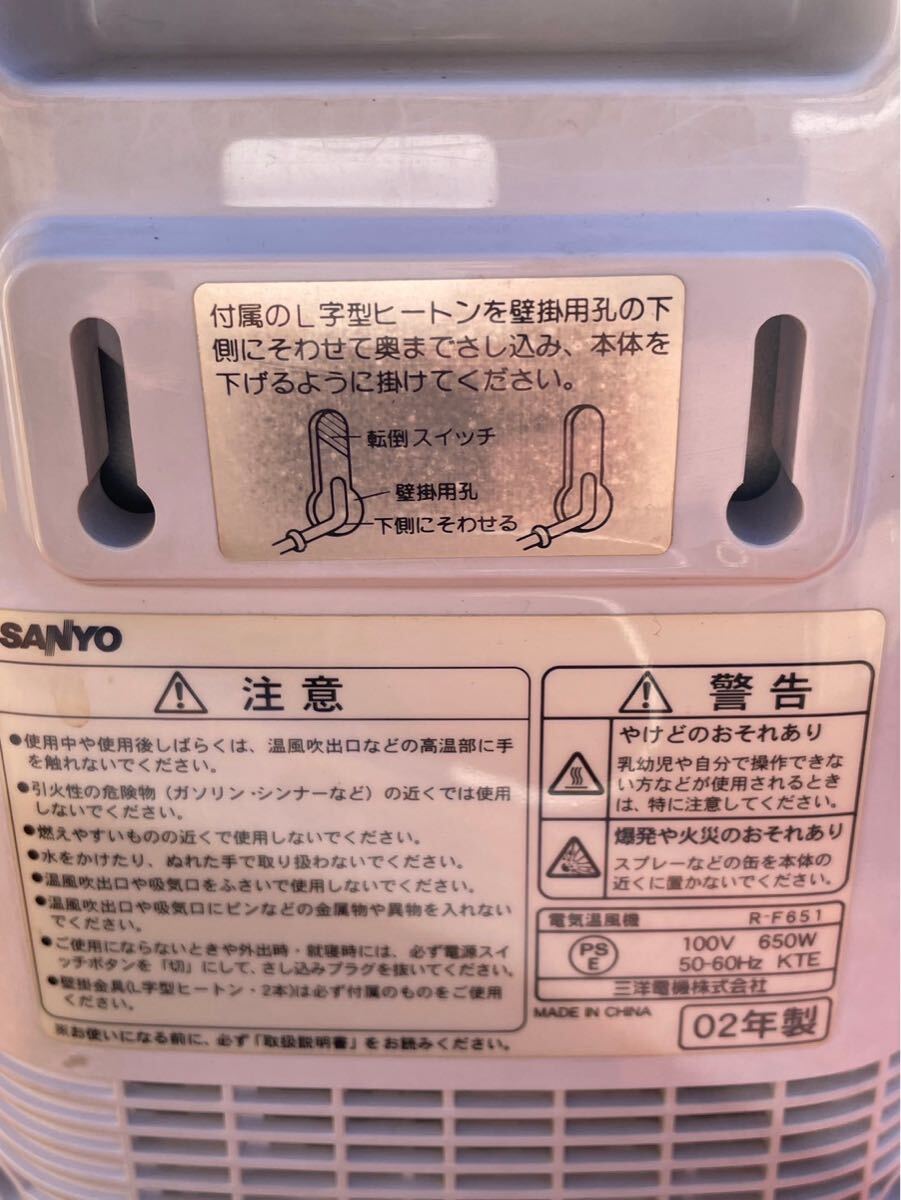 付属のL字型ヒートンを壁掛用孔の下
側にそわせて奥までさし込み、本体を
下げるように掛けてください。
転倒スイッチ
壁掛用孔
下側にそわせる
SANYO
注意
●使用中や使用後しばらくは、温風吹出口などの高温部に手
を触れないでください。
●引火性の危険物(ガソリン・シンナーなど)の近くでは使用
しないでください。
●燃えやすいものの近くで使用しないでください。
●水をかけたり、ぬれた手で取り扱わないでください。
●温風吹出口や吸気口をふさいで使用しないでください。
●温風吹出口や吸気口にピンなどの金属物や異物を入れない
でください。
●ご使用にならないときや外出時・就寝時には、必ず電源スイ
ッチボタンを「切」にして、さし込みプラグを抜いてください。
●壁掛金具(L字型ヒートン・2本)は必ず付属のものをご使用
ください。
※お使いになる前に、必ず「取扱説明書」をお読みください。
警告
やけどのおそれあり
乳幼児や自分で操作できな
い方などが使用されるとき
は、特に注意してください。
爆発や火災のおそれあり
スプレーなどの缶を本体の
近くに置かないでください。
電気温風機 R-F651
PS
E
100V 650W
50-60Hz KTE
三洋電機株式会社
MADE IN CHINA
02年製